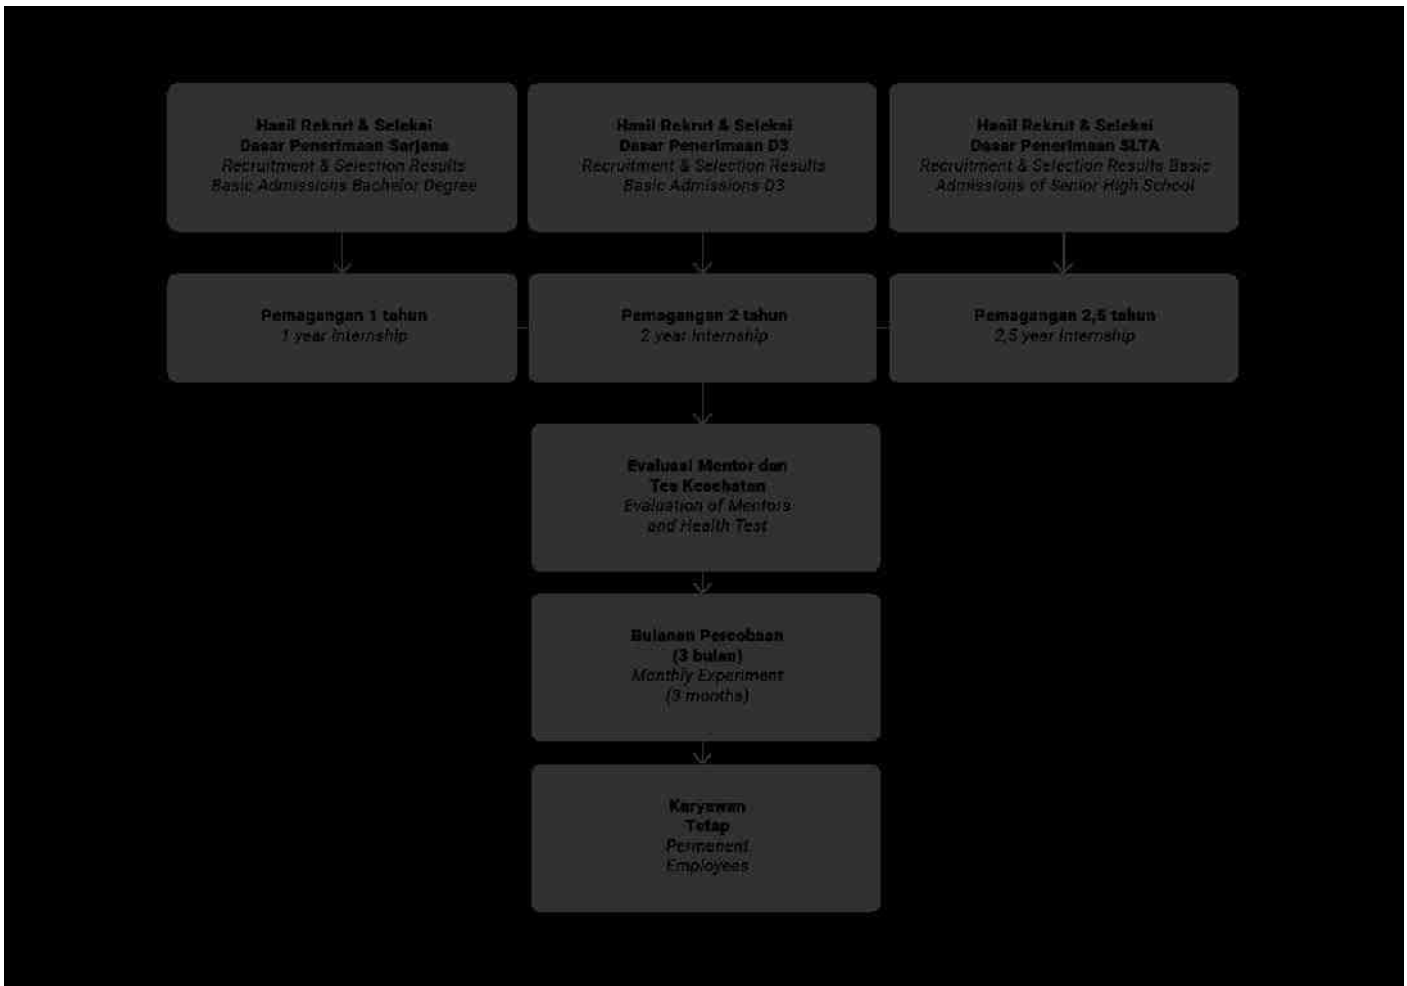 Hasil Rekrut & Seleksi
Dasar Penerimaan Sarjana
Recruitment & Selection Results
Basic Admissions Bachelor Degree
Hasil Rekrut & Seleksi
Dasar Penerimaan D3
Recruitment & Selection Results
Basic Admissions D3
Hasil Rekrut & Seleksi
Dasar Penerimaan SLTA
Recruitment & Selection Results Basic
Admissions of Senior High School
Pemagangan 1 tahun
1 year internship
Pemagangan 2 tahun
2 year Internship
Pemagangan 2,5 tahun
2,5 year Internship
Evaluasi Mentor dan
Tes Kesehatan
Evaluation of Mentors
and Health Test
Bulanan Percobaan
(3 bulan)
Monthly Experiment
(3 months)
Karyawan
Tetap
Permanent
Employees